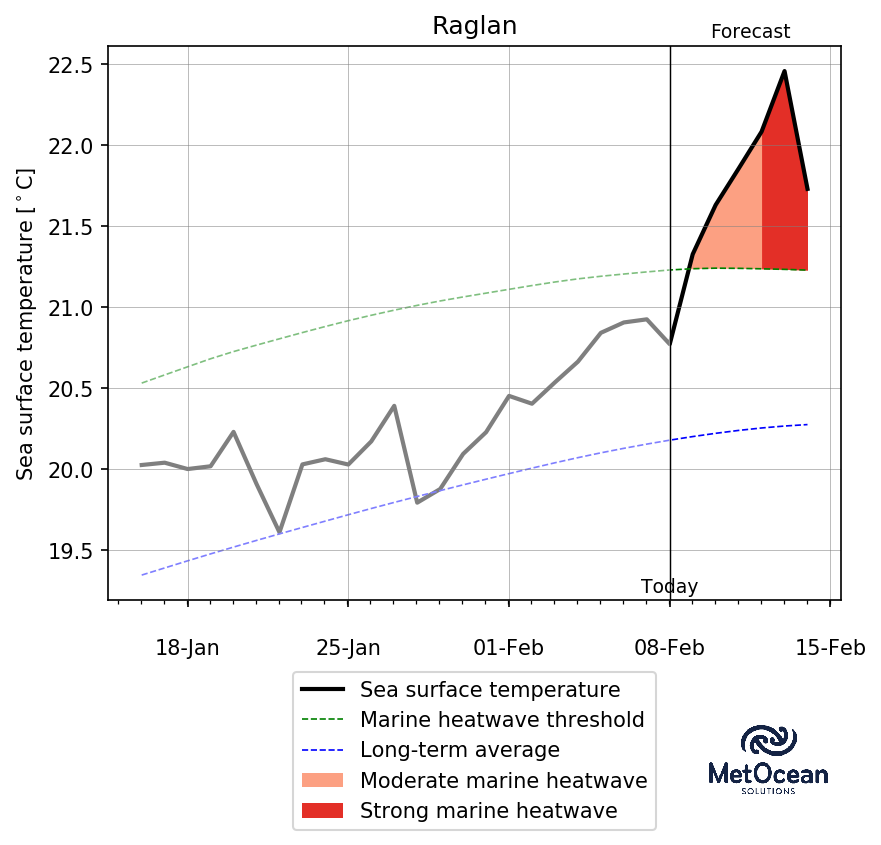 Raglan
Forecast
Sea surface temperature [°C]
22.5
22.0
21.5
21.0
20.5
20.0
19.5
Today
18-Jan 25-Jan 01-Feb 08-Feb 15-Feb
Sea surface temperature
Marine heatwave threshold
Long-term average
Moderate marine heatwave
Strong marine heatwave
MetOcean
SOLUTIONS